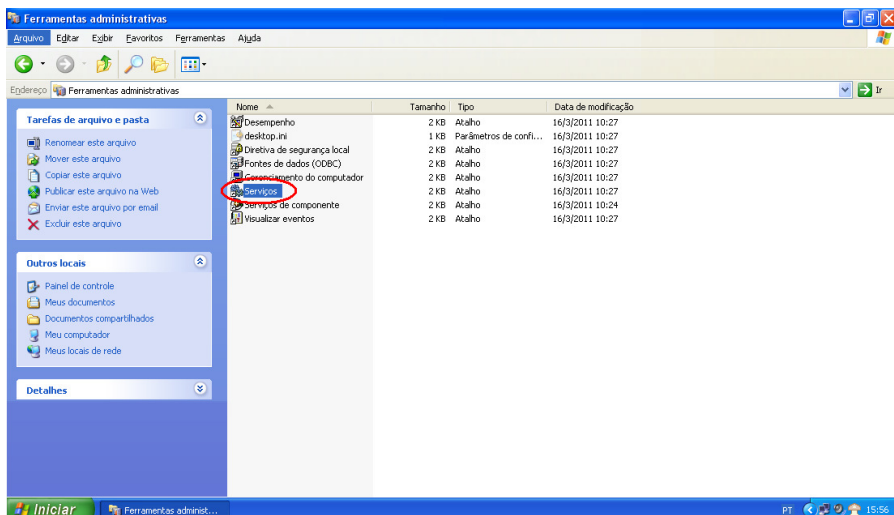 Ferramentas administrativas
Arquivo Editar Exibir Favoritos Ferramentas Ajuda
Endereço Ferramentas administrativas Ir
Tarefas de arquivo e pasta
Renomear este arquivo
Mover este arquivo
Copiar este arquivo
Publicar este arquivo na Web
Enviar este arquivo por email
Excluir este arquivo
Outros locais
Painel de controle
Meus documentos
Documentos compartilhados
Meu computador
Meus locais de rede
Detalhes
Nome Tamanho Tipo Data de modificação
Desempenho 2 KB Atalho 16/3/2011 10:27
desktop.ini 1 KB Parâmetros de confi... 16/3/2011 10:27
Diretiva de segurança local 2 KB Atalho 16/3/2011 10:27
Fontes de dados (ODBC) 2 KB Atalho 16/3/2011 10:27
Gerenciamento do computador 2 KB Atalho 16/3/2011 10:27
Serviços 2 KB Atalho 16/3/2011 10:27
Serviços de componente 2 KB Atalho 16/3/2011 10:24
Visualizar eventos 2 KB Atalho 16/3/2011 10:27
Iniciar Ferramentas administ... PT 15:56